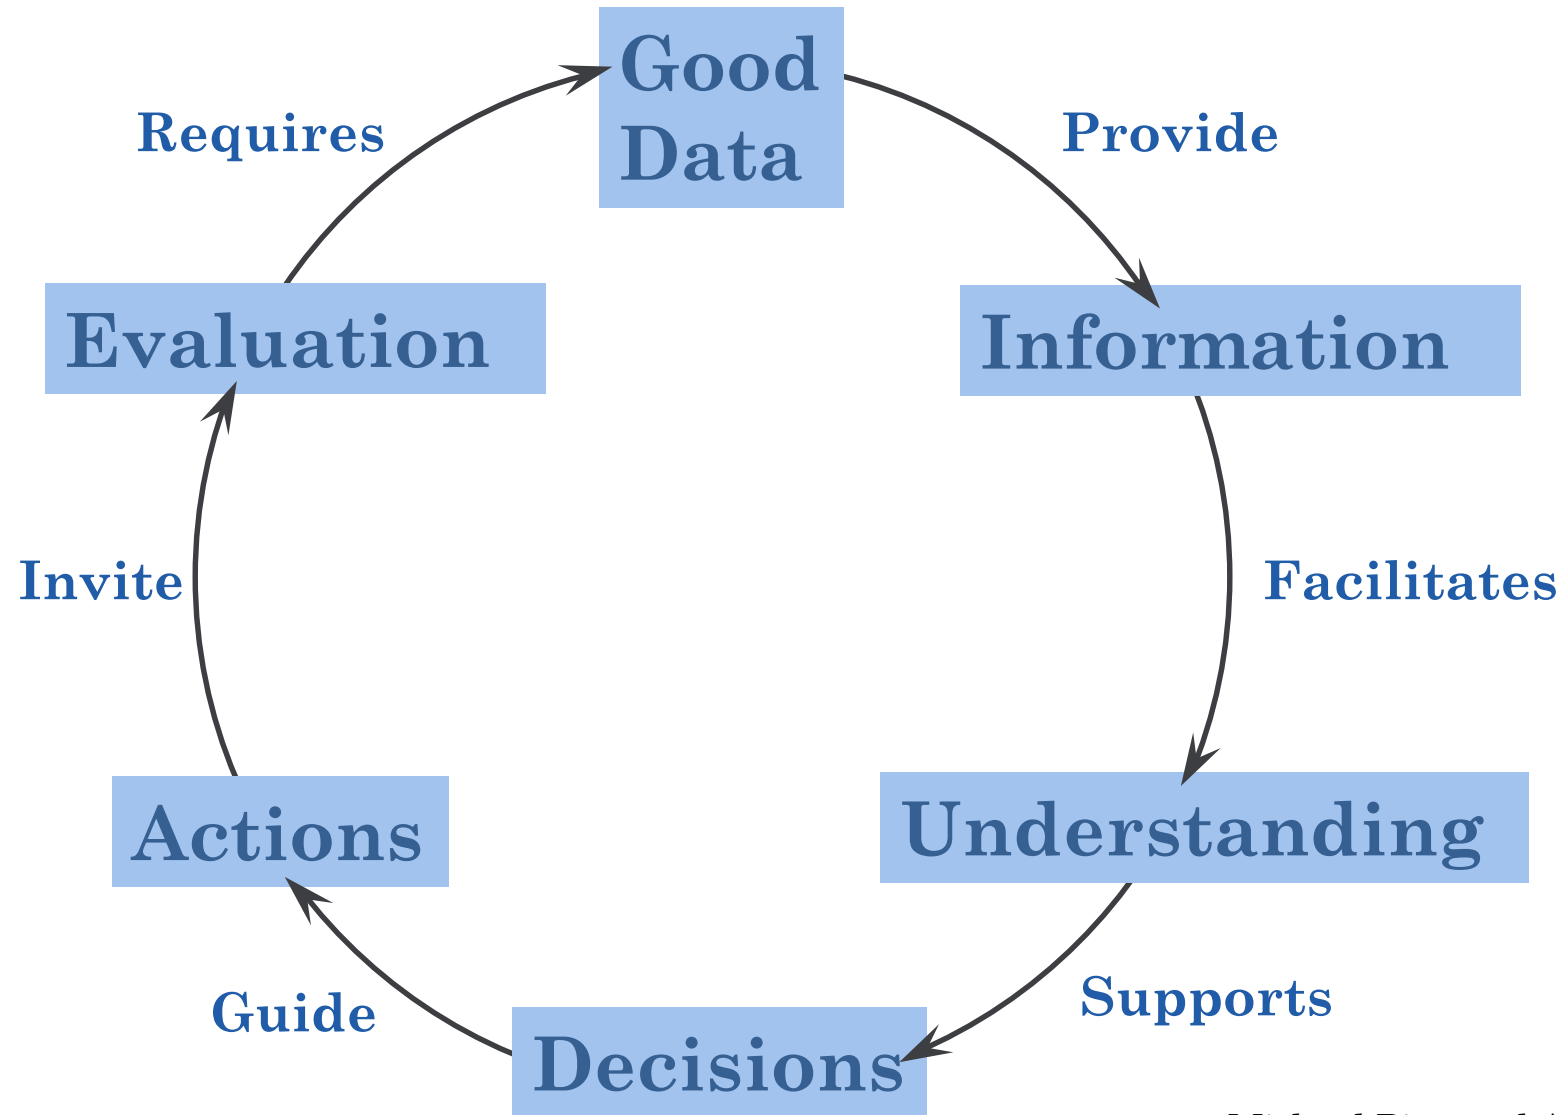 Good
Data
Requires
Provide
Evaluation
Information
Invite
Facilitates
Actions
Understanding
Guide
Supports
Decisions